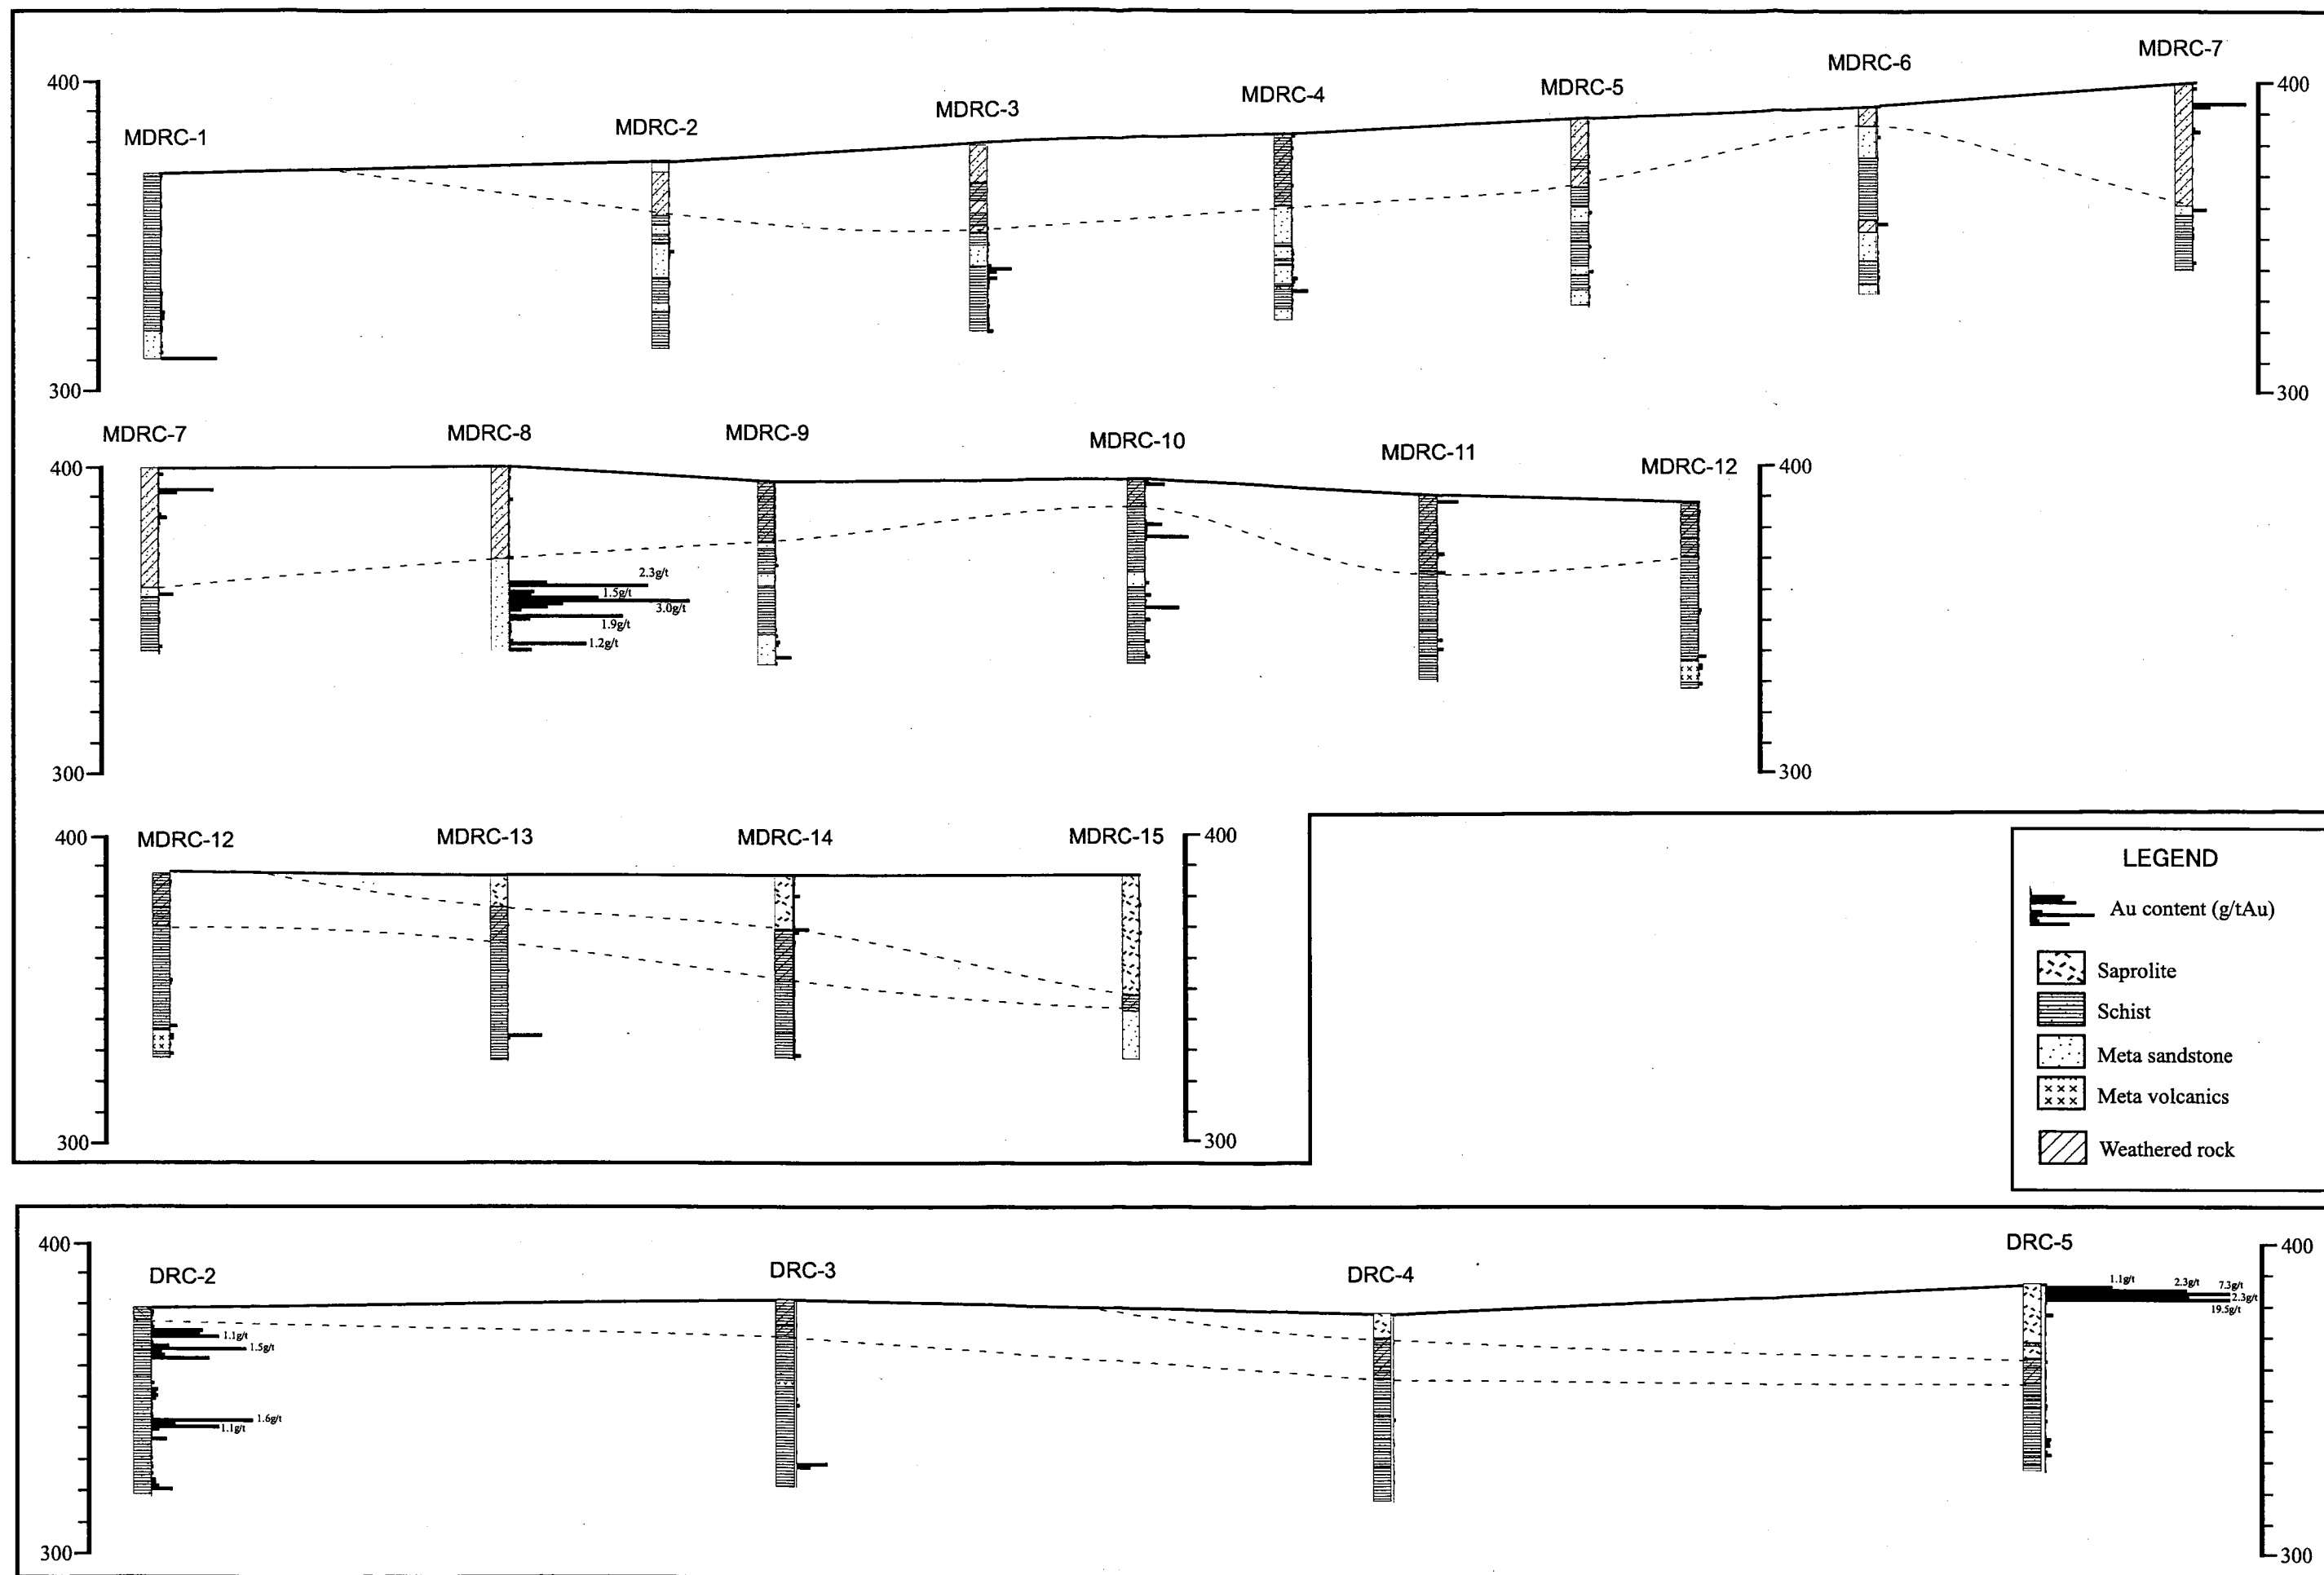 MDRC-7
MDRC-6
MDRC-5
MDRC-4
MDRC-3
MDRC-2
MDRC-1
400
400
300
300
MDRC-7
MDRC-8
MDRC-9
MDRC-10
MDRC-11
MDRC-12
400
400
2.3g/t
1.5g/t
3.0g/t
1.9g/t
1.2g/t
300
300
400
MDRC-12
MDRC-13
MDRC-14
MDRC-15
400
300
300
LEGEND
Au content (g/tAu)
Saprolite
Schist
Meta sandstone
Meta volcanics
Weathered rock
400
DRC-2
DRC-3
DRC-4
DRC-5
400
1.1g/t
2.3g/t
7.3g/t
2.3g/t
19.5g/t
1.1g/t
1.5g/t
1.6g/t
1.1g/t
300
300